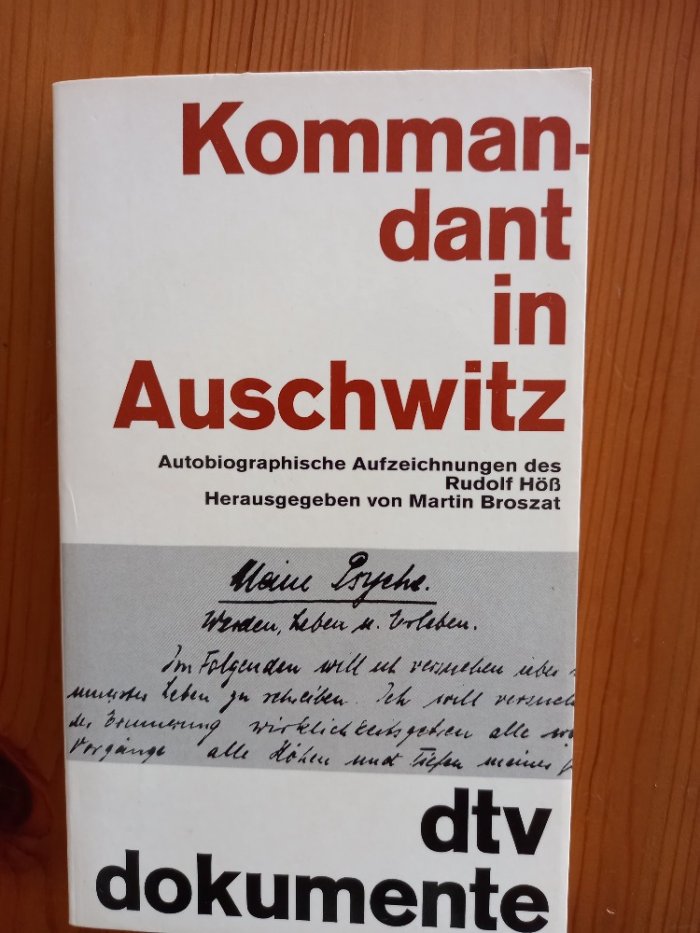 Komman-
dant
in
Auschwitz
Autobiographische Aufzeichnungen des
Rudolf Höß
Herausgegeben von Martin Broszat
Meine Psyche.
Werden, Leben u. Erleben.
Im Folgenden will ich versuchen über
innerstes Leben zu schreiben. Ich will versuch
der Erinnerung wirklichkeitsgetreu alle
Vorgänge alle Höhen und Tiefen meines
dtv
dokumente